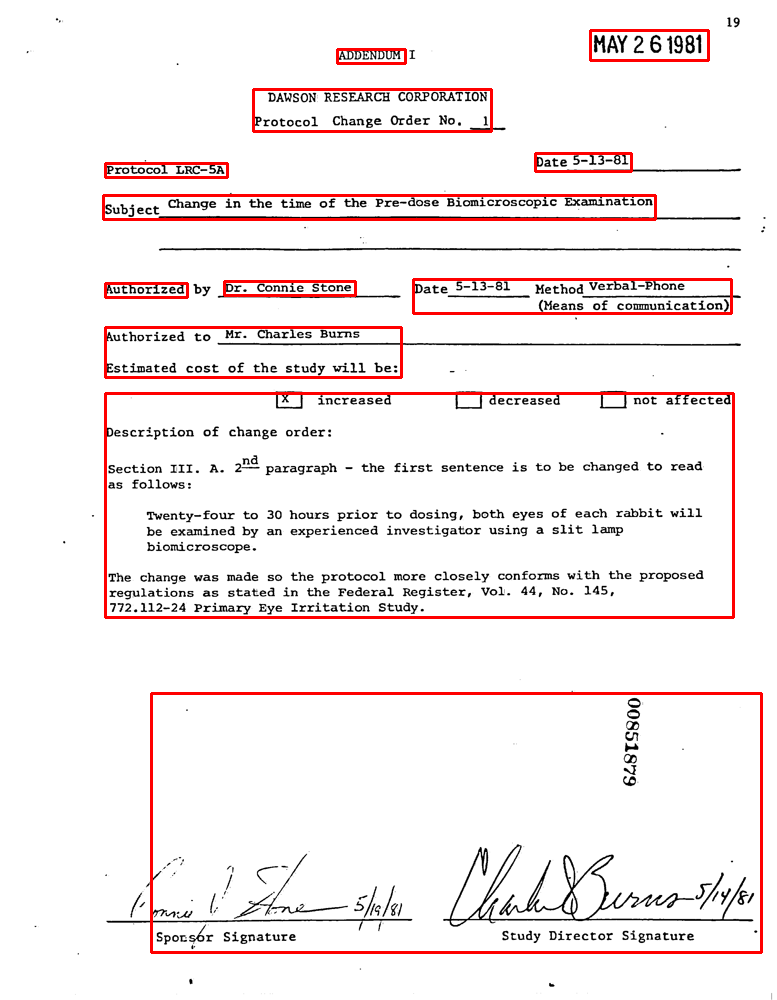 19
MAY 26 1981
ADDENDUM I
DAWSON RESEARCH CORPORATION
Protocol Change Order No. 1
Protocol LRC-5A
Date 5-13-81
Subject Change in the time of the Pre-dose Biomicroscopic Examination
Authorized by Dr. Connie Stone Date 5-13-81 Method Verbal-Phone
(Means of communication)
Authorized to Mr. Charles Burns
Estimated cost of the study will be: -
X increased decreased not affected
Description of change order:
Section III. A. 2nd paragraph - the first sentence is to be changed to read
as follows:
Twenty-four to 30 hours prior to dosing, both eyes of each rabbit will
be examined by an experienced investigator using a slit lamp
biomicroscope.
The change was made so the protocol more closely conforms with the proposed
regulations as stated in the Federal Register, Vol. 44, No. 145,
772.112-24 Primary Eye Irritation Study.
00851879
Connie D Stone 5/19/81 Charles Burns 5/14/81
Sponsor Signature Study Director Signature